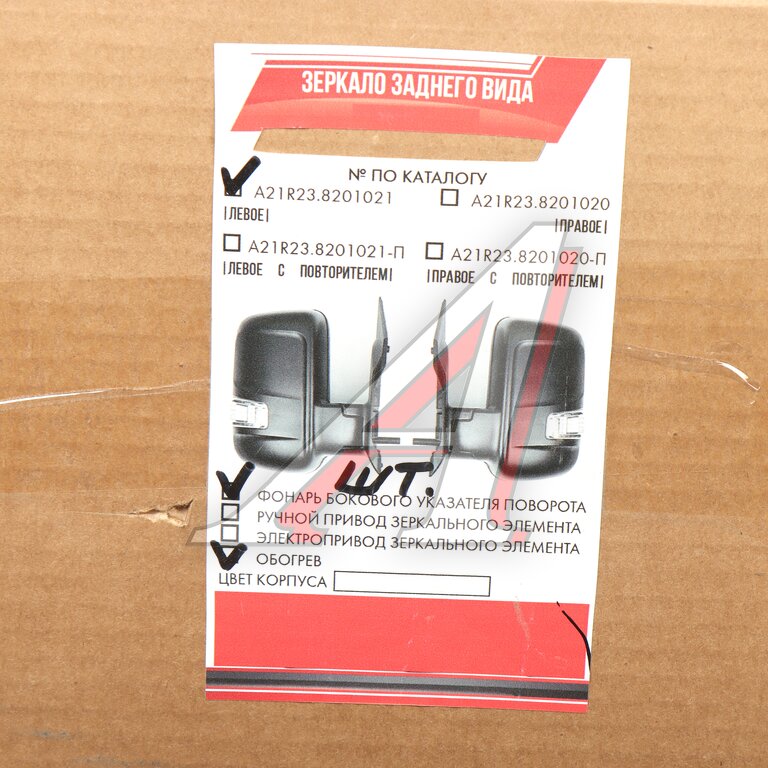 ЗЕРКАЛО ЗАДНЕГО ВИДА
№ ПО КАТАЛОГУ
A21R23.8201021 A21R23.8201020
|ЛЕВОЕ| |ПРАВОЕ|
A21R23.8201021-П A21R23.8201020-П
|ЛЕВОЕ С ПОВТОРИТЕЛЕМ| |ПРАВОЕ С ПОВТОРИТЕЛЕМ|
шт.
ФОНАРЬ БОКОВОГО УКАЗАТЕЛЯ ПОВОРОТА
РУЧНОЙ ПРИВОД ЗЕРКАЛЬНОГО ЭЛЕМЕНТА
ЭЛЕКТРОПРИВОД ЗЕРКАЛЬНОГО ЭЛЕМЕНТА
ОБОГРЕВ
ЦВЕТ КОРПУСА